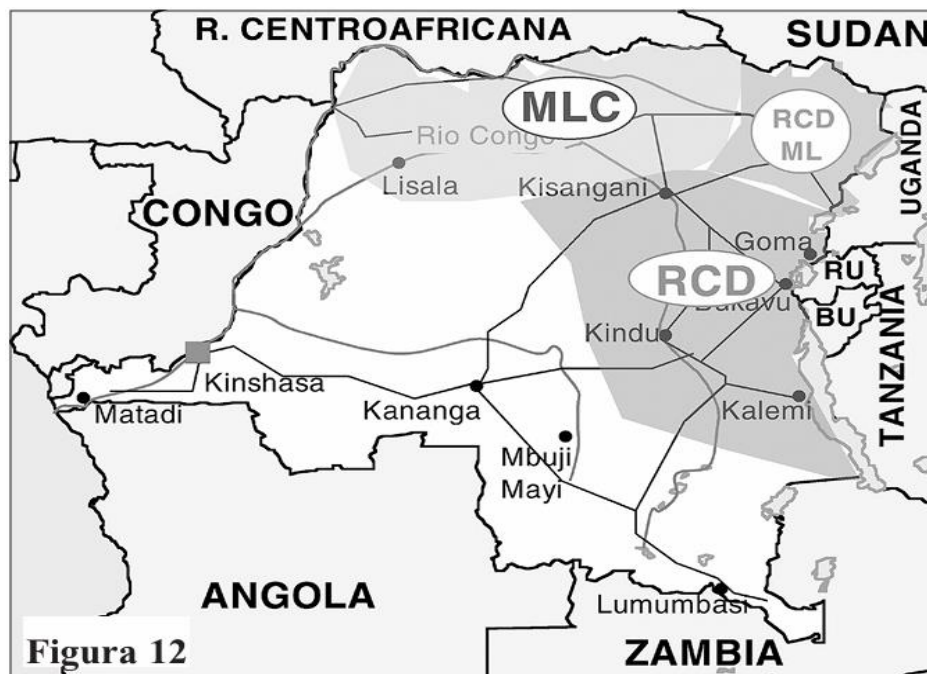 R. CENTROAFRICANA
SUDAN
MLC
RCD
ML
UGANDA
Rio Congo
Lisala
Kisangani
CONGO
Goma
RU
RCD
Bukavu
BU
Kindu
TANZANIA
Kinshasa
Matadi
Kananga
Kalemi
Mbuji
Mayi
ANGOLA
Lumumbasi
ZAMBIA
Figura 12